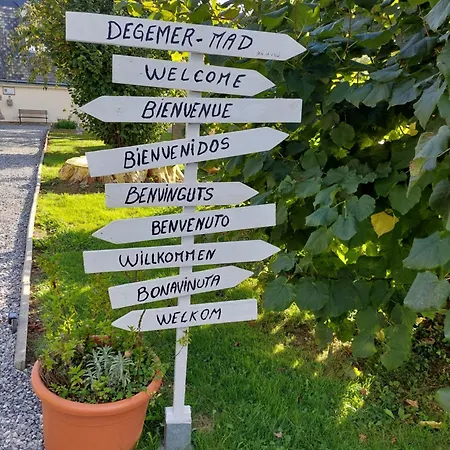 DEGEMER-MAD
WELCOME
BIENVENUE
BIENVENIDOS
BENVINGUTS
BENVENUTO
WILLKOMMEN
BONAVINUTA
WELKOM